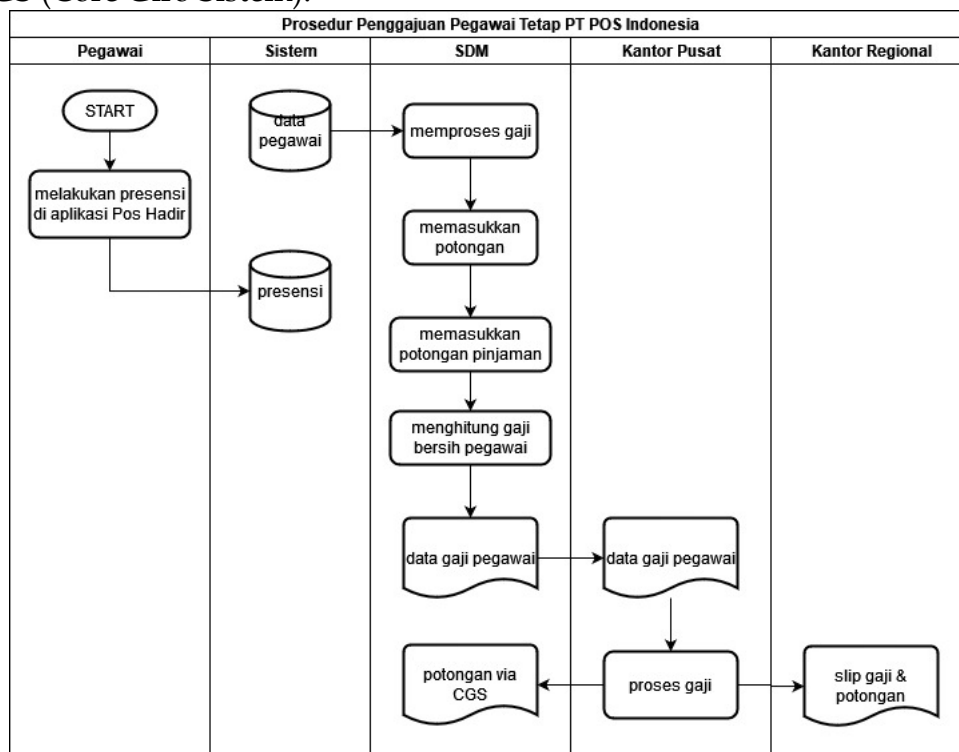 CGS (Core Giro Sistem).
Prosedur Penggajuan Pegawai Tetap PT POS Indonesia
Pegawai
Sistem
SDM
Kantor Pusat
Kantor Regional
START
melakukan presensi
di aplikasi Pos Hadir
data
pegawai
presensi
memproses gaji
memasukkan
potongan
memasukkan
potongan pinjaman
menghitung gaji
bersih pegawai
data gaji pegawai
data gaji pegawai
potongan via
CGS
proses gaji
slip gaji &
potongan